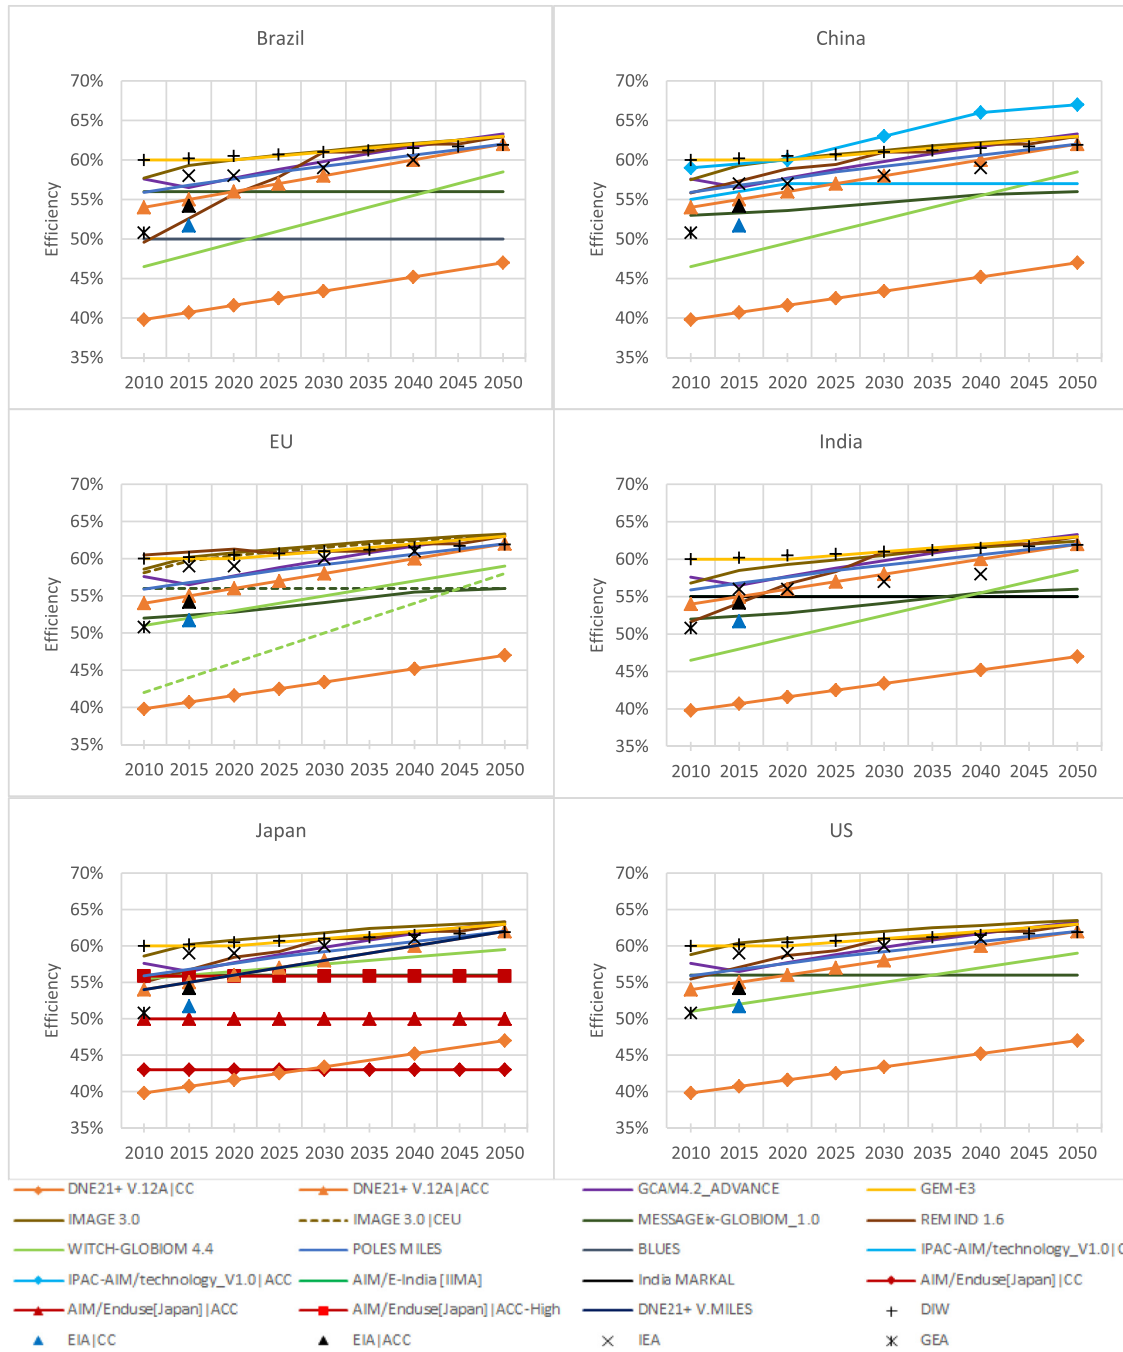 Brazil
China
70%
65%
60%
55%
50%
45%
40%
35%
Efficiency
2010 2015 2020 2025 2030 2035 2040 2045 2050
70%
65%
60%
55%
50%
45%
40%
35%
Efficiency
2010 2015 2020 2025 2030 2035 2040 2045 2050
EU
India
70%
65%
60%
55%
50%
45%
40%
35%
Efficiency
2010 2015 2020 2025 2030 2035 2040 2045 2050
70%
65%
60%
55%
50%
45%
40%
35%
Efficiency
2010 2015 2020 2025 2030 2035 2040 2045 2050
Japan
US
70%
65%
60%
55%
50%
45%
40%
35%
Efficiency
2010 2015 2020 2025 2030 2035 2040 2045 2050
70%
65%
60%
55%
50%
45%
40%
35%
Efficiency
2010 2015 2020 2025 2030 2035 2040 2045 2050
DNE21+ V.12A|CC DNE21+ V.12A|ACC GCAM4.2_ADVANCE GEM-E3
IMAGE 3.0 IMAGE 3.0 |CEU MESSAGEix-GLOBIOM_1.0 REMIND 1.6
WITCH-GLOBIOM 4.4 POLES MILES BLUES IPAC-AIM/technology_V1.0|
IPAC-AIM/technology_V1.0|ACC AIM/E-India [IIMA] India MARKAL AIM/Enduse[Japan]|CC
AIM/Enduse[Japan]|ACC AIM/Enduse[Japan]|ACC-High DNE21+ V.MILES DIW
EIA|CC EIA|ACC IEA GEA